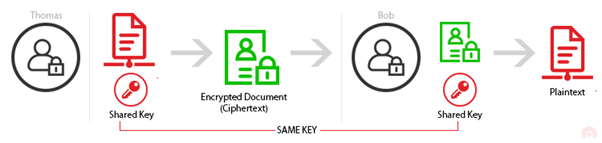 Thomas
Bob
Shared Key
Encrypted Document
(Ciphertext)
Shared Key
Plaintext
SAME KEY